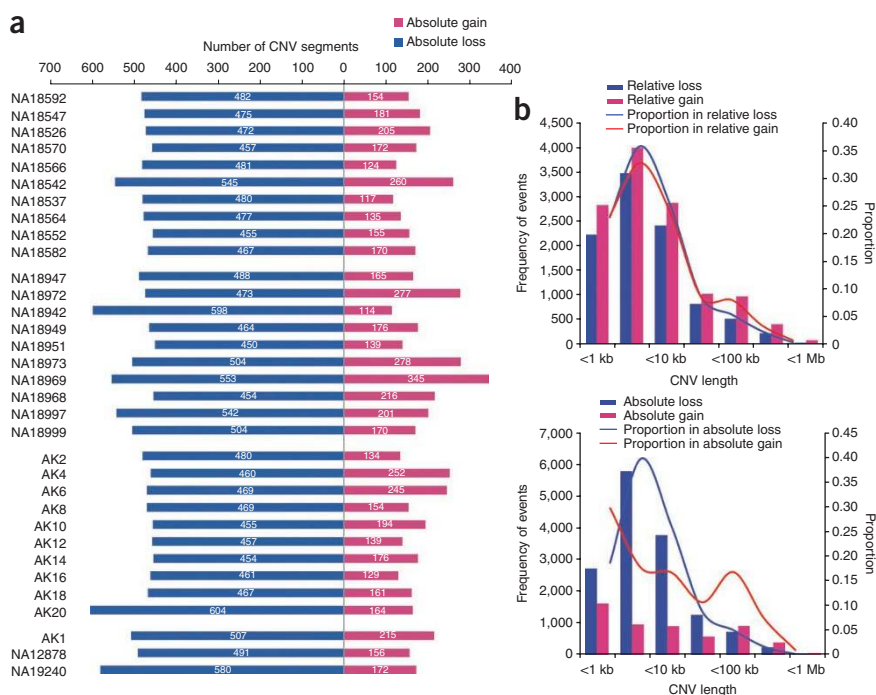 a
Absolute gain
Absolute loss
Number of CNV segments
700 600 500 400 300 200 100 0 100 200 300 400
NA18592 482 154
NA18547 475 181
NA18526 472 205
NA18570 457 172
NA18566 481 124
NA18542 545 260
NA18537 480 117
NA18564 477 135
NA18552 455 155
NA18582 467 170
NA18947 488 165
NA18972 473 277
NA18942 598 114
NA18949 464 176
NA18951 450 139
NA18973 504 278
NA18969 553 345
NA18968 454 216
NA18997 542 201
NA18999 504 170
AK2 480 134
AK4 460 252
AK6 469 245
AK8 469 154
AK10 455 194
AK12 457 139
AK14 454 176
AK16 461 129
AK18 467 161
AK20 604 164
AK1 507 215
NA12878 491 156
NA19240 580 172
b
Relative loss
Relative gain
Proportion in relative loss
Proportion in relative gain
4,500 0.40
4,000 0.35
3,500 0.30
3,000 0.25
2,500 0.20
2,000 0.15
1,500 0.10
1,000 0.05
500 0
0
Frequency of events
Proportion
<1 kb <10 kb <100 kb <1 Mb
CNV length
Absolute loss
Absolute gain
Proportion in absolute loss
Proportion in absolute gain
7,000 0.45
6,000 0.40
5,000 0.35
4,000 0.30
3,000 0.25
2,000 0.20
1,000 0.15
0 0.10
0.05
0
Frequency of events
Proportion
<1 kb <10 kb <100 kb <1 Mb
CNV length